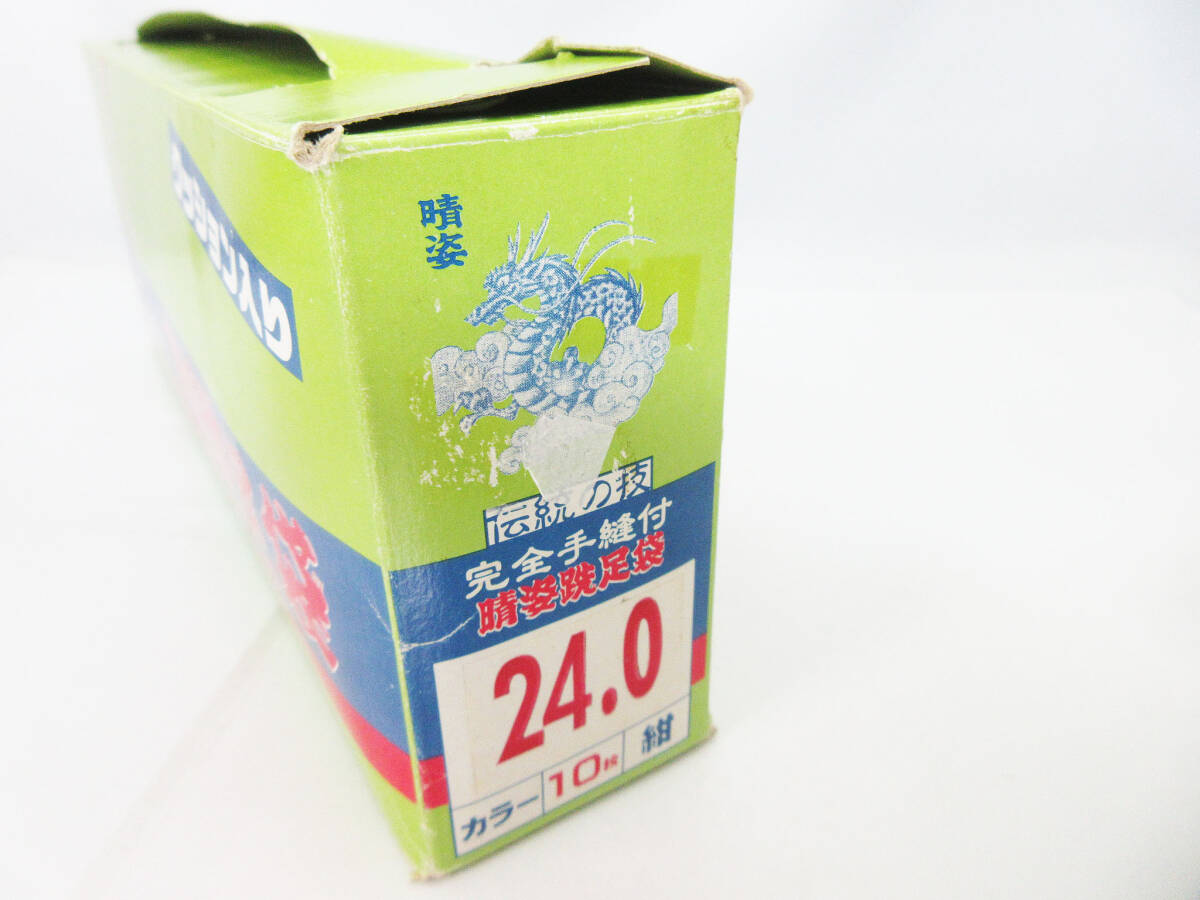 クッション入り
袋
晴姿
伝統の技
完全手縫付
晴姿跣足袋
24.0
カラー 10枚 紺